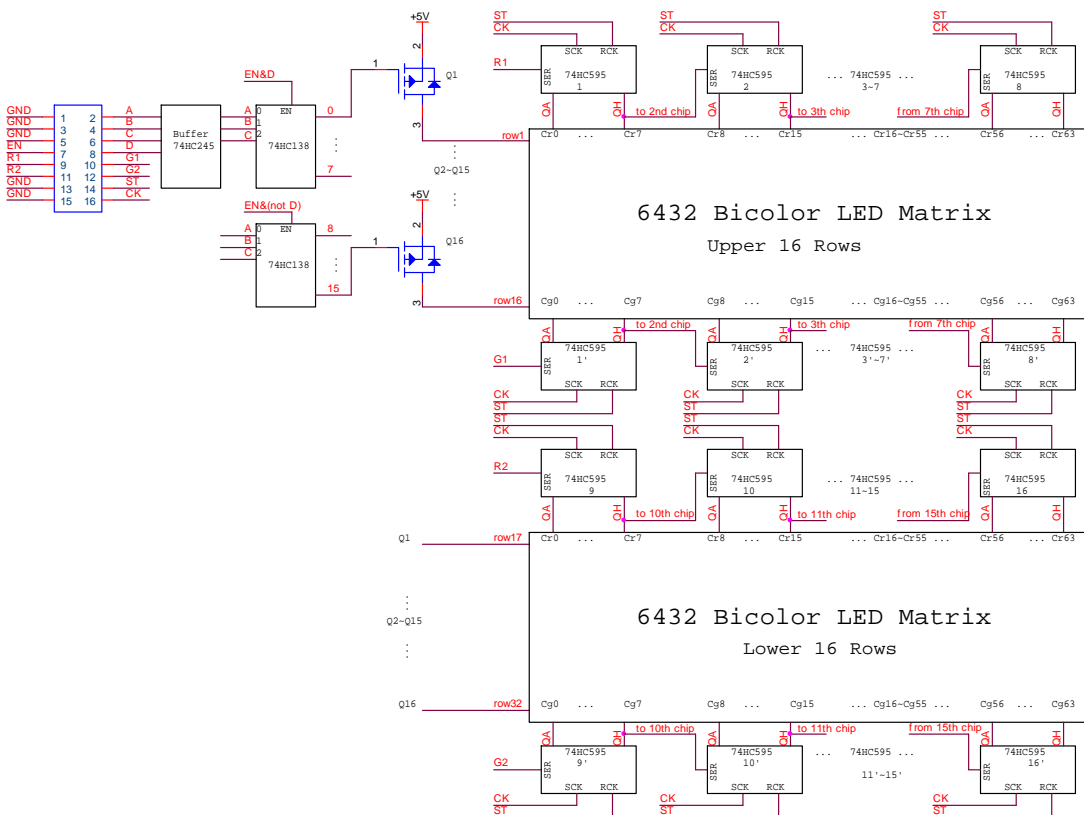 +5V
2
1
Q1
3
EN&D
EN
A 0
B 1
C 2
74HC138
0
⋮
7
GND 1 2 A
GND 3 4 B
GND 5 6 C
EN 7 8 D
R1 9 10 G1
R2 11 12 G2
GND 13 14 ST
GND 15 16 CK
Buffer
74HC245
row1
Q2~Q15
EN&(not D)
EN
A 0
B 1
C 2
74HC138
8
⋮
15
+5V
2
1
Q16
3
row16
ST ST ST
CK CK CK
SCK RCK SCK RCK SCK RCK
R1 SER 74HC595 SER 74HC595 ... 74HC595 ... SER 74HC595
1 2 3~7 8
QA QH to 2nd chip QA QH to 3th chip from 7th chip QA QH
Cr0 ... Cr7 Cr8 ... Cr15 ... Cr16~Cr55 ... Cr56 ... Cr63
6432 Bicolor LED Matrix
Upper 16 Rows
Cg0 ... Cg7 Cg8 ... Cg15 ... Cg16~Cg55 ... Cg56 ... Cg63
QA QH to 2nd chip QA QH to 3th chip from 7th chip QA QH
G1 SER 74HC595 SER 74HC595 ... 74HC595 ... SER 74HC595
1' 2' 3'~7' 8'
SCK RCK SCK RCK SCK RCK
CK CK CK
ST ST ST
ST ST ST
CK CK CK
SCK RCK SCK RCK SCK RCK
R2 SER 74HC595 SER 74HC595 ... 74HC595 ... SER 74HC595
9 10 11~15 16
QA QH to 10th chip QA QH to 11th chip from 15th chip QA QH
Q1 row17
Cr0 ... Cr7 Cr8 ... Cr15 ... Cr16~Cr55 ... Cr56 ... Cr63
Q2~Q15
6432 Bicolor LED Matrix
Lower 16 Rows
Q16 row32
Cg0 ... Cg7 Cg8 ... Cg15 ... Cg16~Cg55 ... Cg56 ... Cg63
QA QH to 10th chip QA QH to 11th chip from 15th chip QA QH
G2 SER 74HC595 SER 74HC595 ... 74HC595 ... SER 74HC595
9' 10' 11'~15' 16'
SCK RCK SCK RCK SCK RCK
CK CK CK
ST ST ST